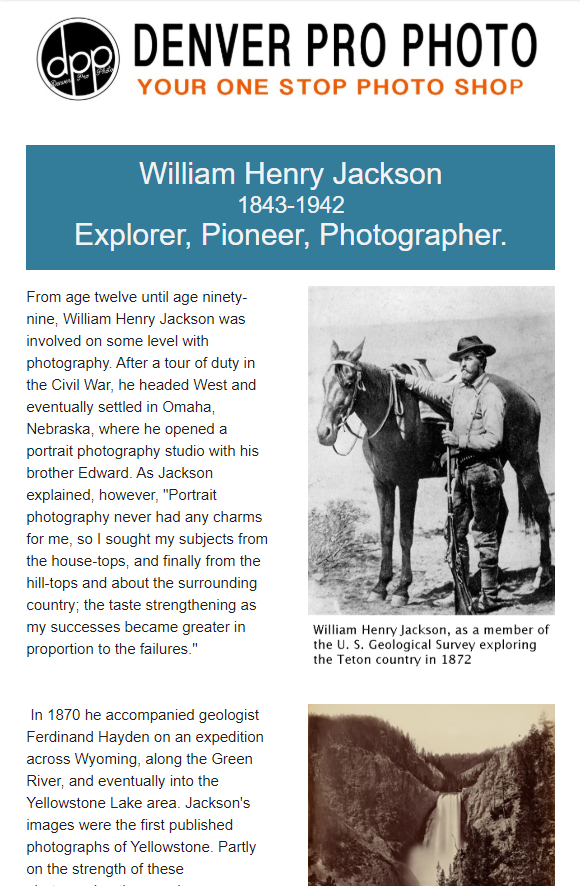 dpp
Denver Pro Photo
DENVER PRO PHOTO
YOUR ONE STOP PHOTO SHOP
William Henry Jackson
1843-1942
Explorer, Pioneer, Photographer.
From age twelve until age ninety-
nine, William Henry Jackson was
involved on some level with
photography. After a tour of duty in
the Civil War, he headed West and
eventually settled in Omaha,
Nebraska, where he opened a
portrait photography studio with his
brother Edward. As Jackson
explained, however, "Portrait
photography never had any charms
for me, so I sought my subjects from
the house-tops, and finally from the
hill-tops and about the surrounding
country; the taste strengthening as
my successes became greater in
proportion to the failures."
William Henry Jackson, as a member of
the U. S. Geological Survey exploring
the Teton country in 1872
In 1870 he accompanied geologist
Ferdinand Hayden on an expedition
across Wyoming, along the Green
River, and eventually into the
Yellowstone Lake area. Jackson's
images were the first published
photographs of Yellowstone. Partly
on the strength of these